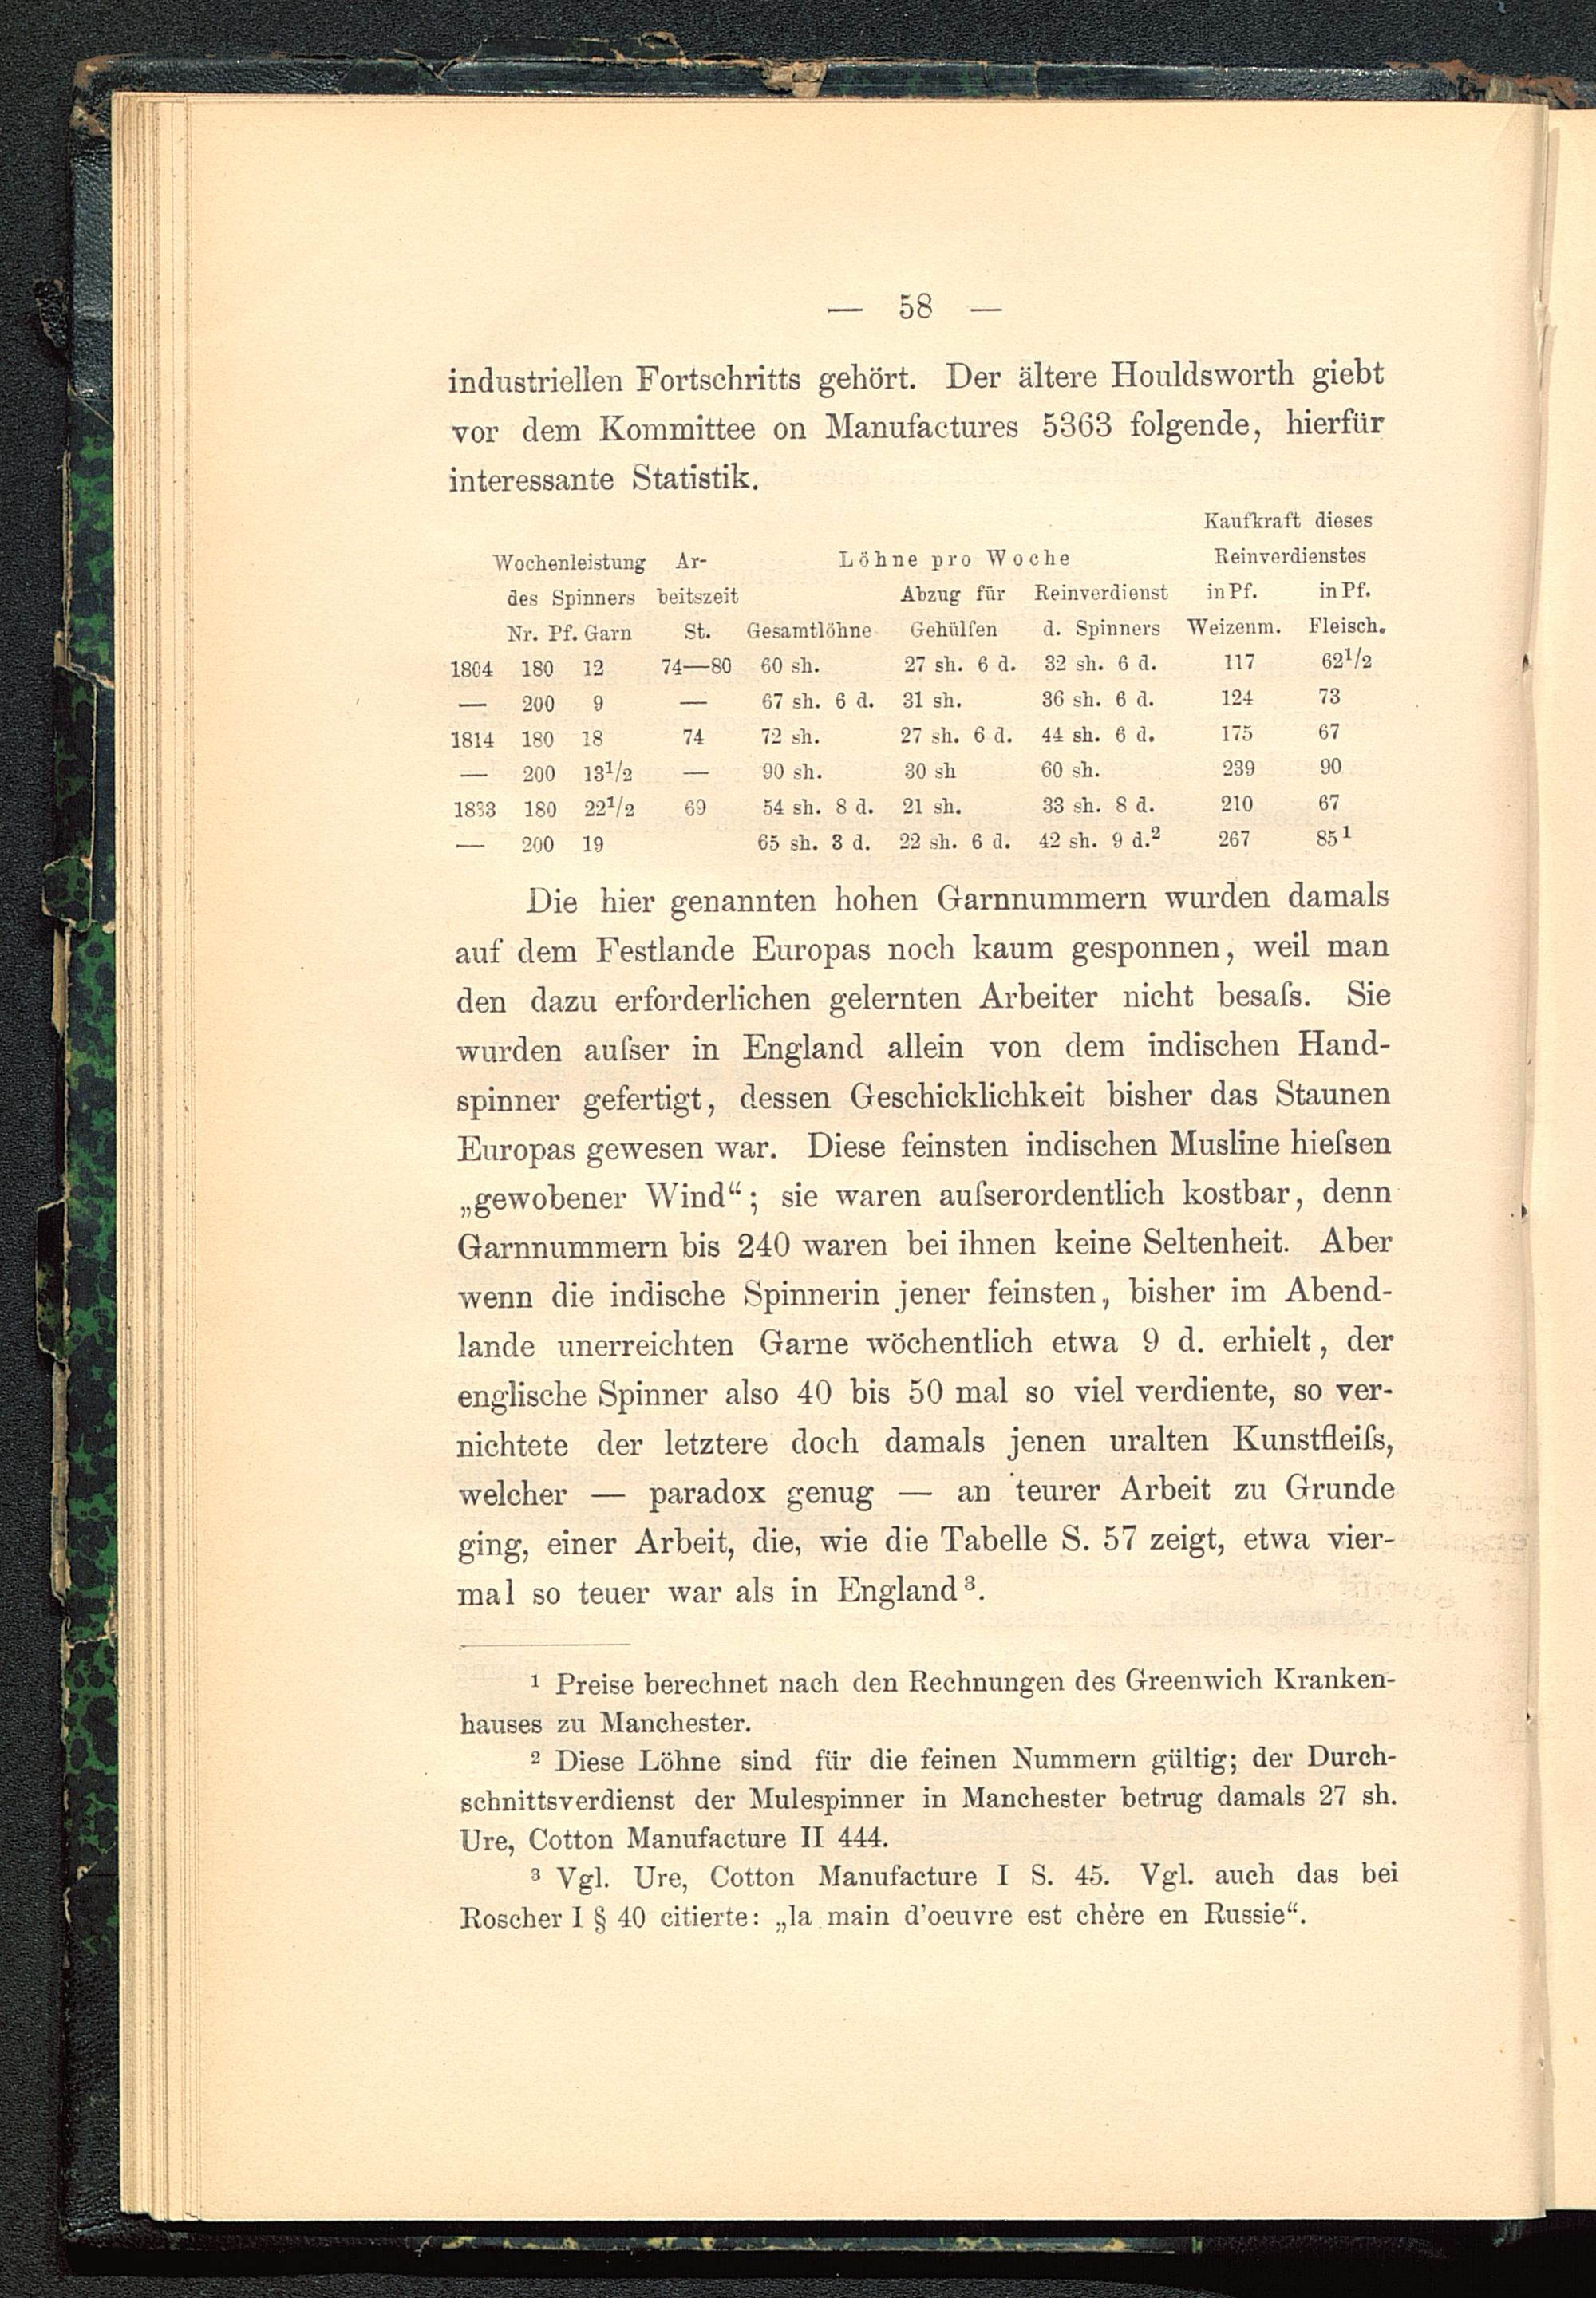 — 58 —
industriellen Fortschritts gehört. Der ältere Houldsworth giebt
vor dem Kommittee on Manufactures 5363 folgende, hierfür
interessante Statistik.
Kaufkraft dieses
Wochenleistung Ar- Löhne pro Woche Reinverdienstes
des Spinners beitszeit Abzug für Reinverdienst in Pf. in Pf.
Nr. Pf. Garn St. Gesamtlöhne Gehülfen d. Spinners Weizenm. Fleisch.
1804 180 12 74—80 60 sh. 27 sh. 6 d. 32 sh. 6 d. 117 62 1/2
— 200 9 — 67 sh. 6 d. 31 sh. 36 sh. 6 d. 124 73
1814 180 18 74 72 sh. 27 sh. 6 d. 44 sh. 6 d. 175 67
— 200 13 1/2 — 90 sh. 30 sh 60 sh. 239 90
1833 180 22 1/2 69 54 sh. 8 d. 21 sh. 33 sh. 8 d. 210 67
— 200 19 65 sh. 3 d. 22 sh. 6 d. 42 sh. 9 d.² 267 85¹
Die hier genannten hohen Garnnummern wurden damals
auf dem Festlande Europas noch kaum gesponnen, weil man
den dazu erforderlichen gelernten Arbeiter nicht besaſs. Sie
wurden auſser in England allein von dem indischen Hand-
spinner gefertigt, dessen Geschicklichkeit bisher das Staunen
Europas gewesen war. Diese feinsten indischen Musline hieſsen
„gewobener Wind“; sie waren auſserordentlich kostbar, denn
Garnnummern bis 240 waren bei ihnen keine Seltenheit. Aber
wenn die indische Spinnerin jener feinsten, bisher im Abend-
lande unerreichten Garne wöchentlich etwa 9 d. erhielt, der
englische Spinner also 40 bis 50 mal so viel verdiente, so ver-
nichtete der letztere doch damals jenen uralten Kunstfleiſs,
welcher — paradox genug — an teurer Arbeit zu Grunde
ging, einer Arbeit, die, wie die Tabelle S. 57 zeigt, etwa vier-
mal so teuer war als in England³.
¹ Preise berechnet nach den Rechnungen des Greenwich Kranken-
hauses zu Manchester.
² Diese Löhne sind für die feinen Nummern gültig; der Durch-
schnittsverdienst der Mulespinner in Manchester betrug damals 27 sh.
Ure, Cotton Manufacture II 444.
³ Vgl. Ure, Cotton Manufacture I S. 45. Vgl. auch das bei
Roscher I § 40 citierte: „la main d'oeuvre est chère en Russie“.